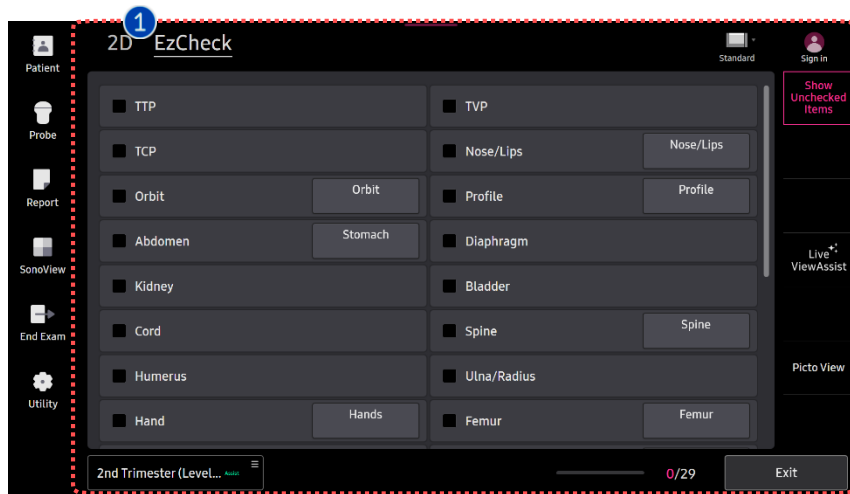 1
2D EzCheck
Standard
Sign in
Patient
Probe
Report
SonoView
End Exam
Utility
TTP
TVP
TCP
Nose/Lips Nose/Lips
Orbit Orbit
Profile Profile
Abdomen Stomach
Diaphragm
Kidney
Bladder
Cord
Spine Spine
Humerus
Ulna/Radius
Hand Hands
Femur Femur
Show
Unchecked
Items
Live
ViewAssist
Picto View
2nd Trimester (Level... Assist
0/29
Exit